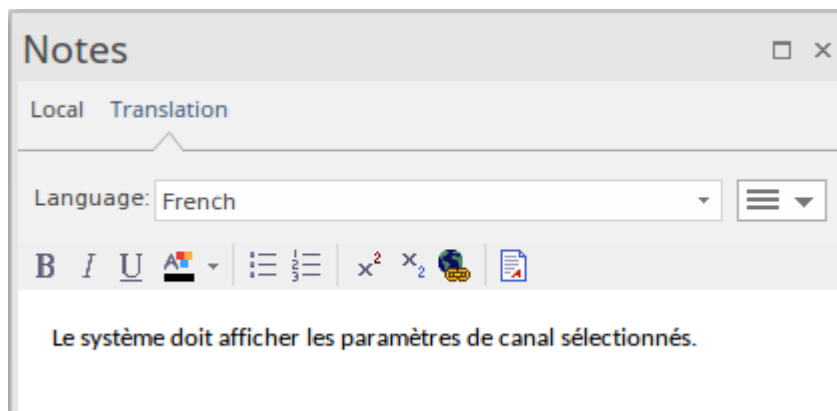 Notes
Local Translation
Language: French
Le système doit afficher les paramètres de canal sélectionnés.